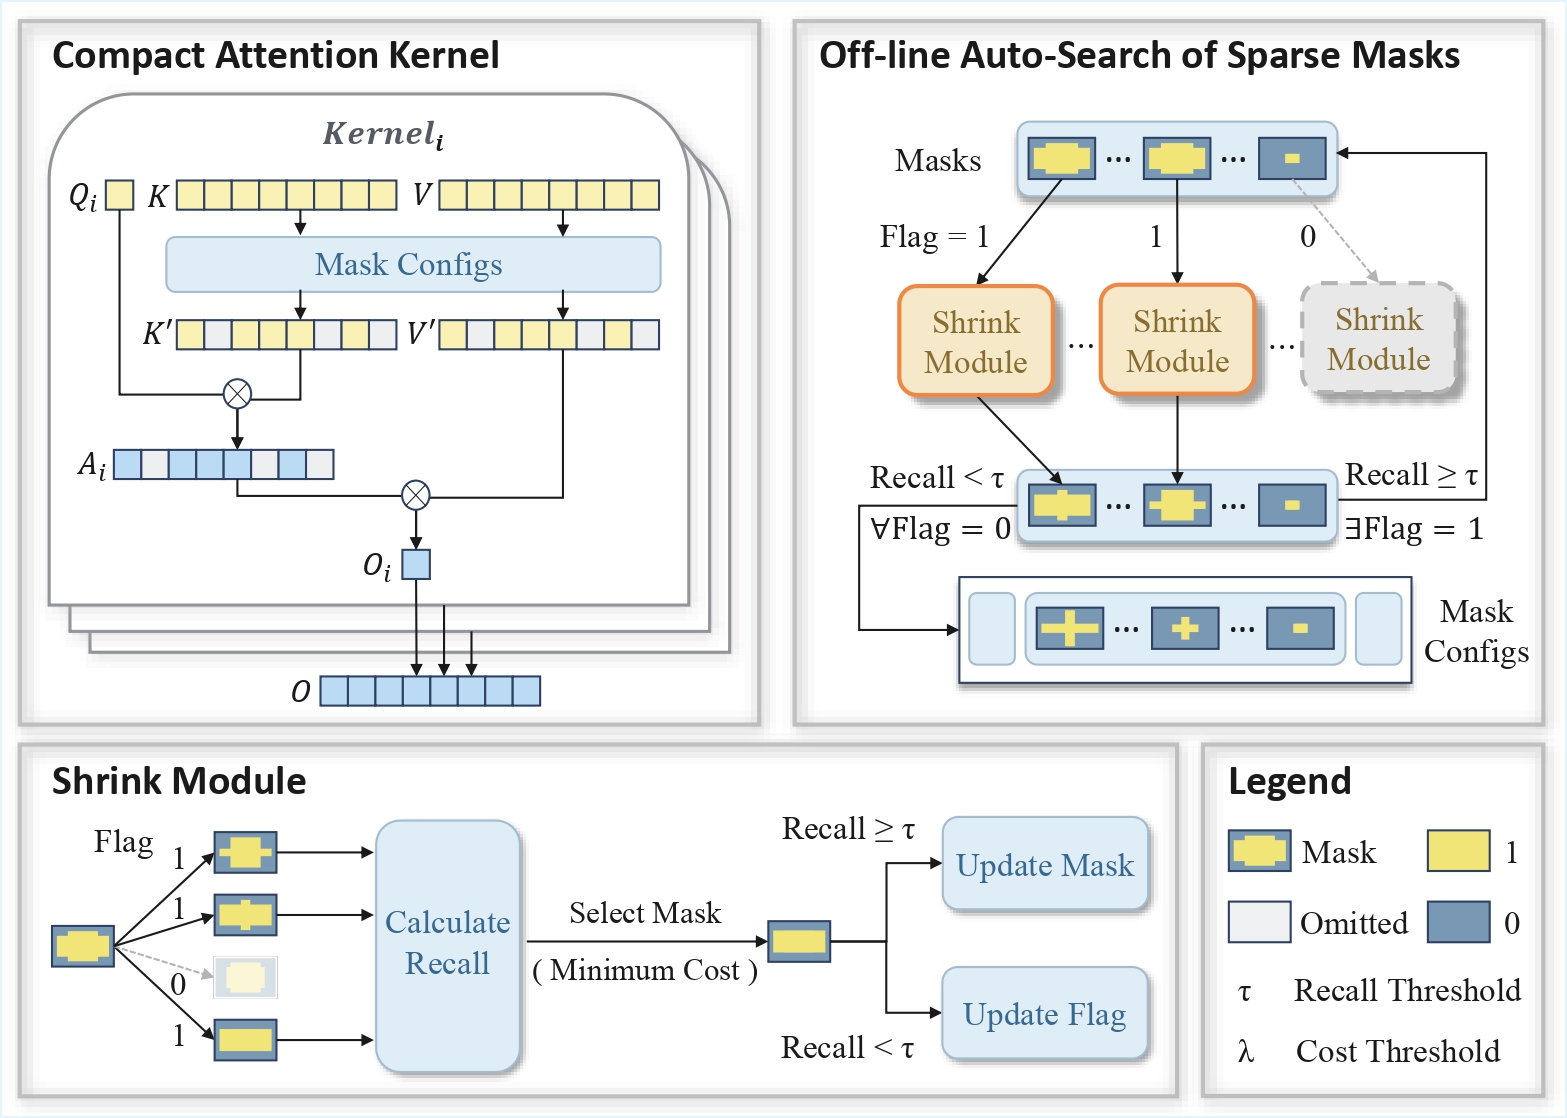 Compact Attention Kernel
Kernel_i
Q_i K V
Mask Configs
K′ V′
A_i
O_i
O
Off-line Auto-Search of Sparse Masks
Masks
... ...
Flag = 1 1 0
Shrink
Module
...
Shrink
Module
...
Shrink
Module
Recall < τ
∀Flag = 0
... ...
Recall ≥ τ
∃Flag = 1
... ...
Mask
Configs
Shrink Module
Flag
1
1
0
1
Calculate
Recall
Select Mask
( Minimum Cost )
Recall ≥ τ
Update Mask
Recall < τ
Update Flag
Legend
Mask 1
Omitted 0
τ Recall Threshold
λ Cost Threshold